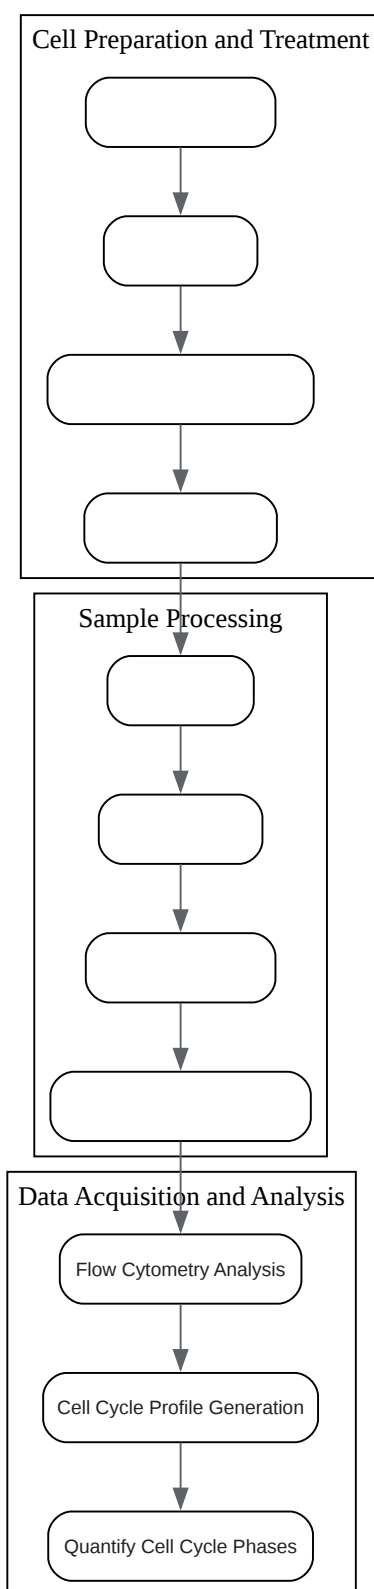 Cell Preparation and Treatment
Sample Processing
Data Acquisition and Analysis
Flow Cytometry Analysis
Cell Cycle Profile Generation
Quantify Cell Cycle Phases